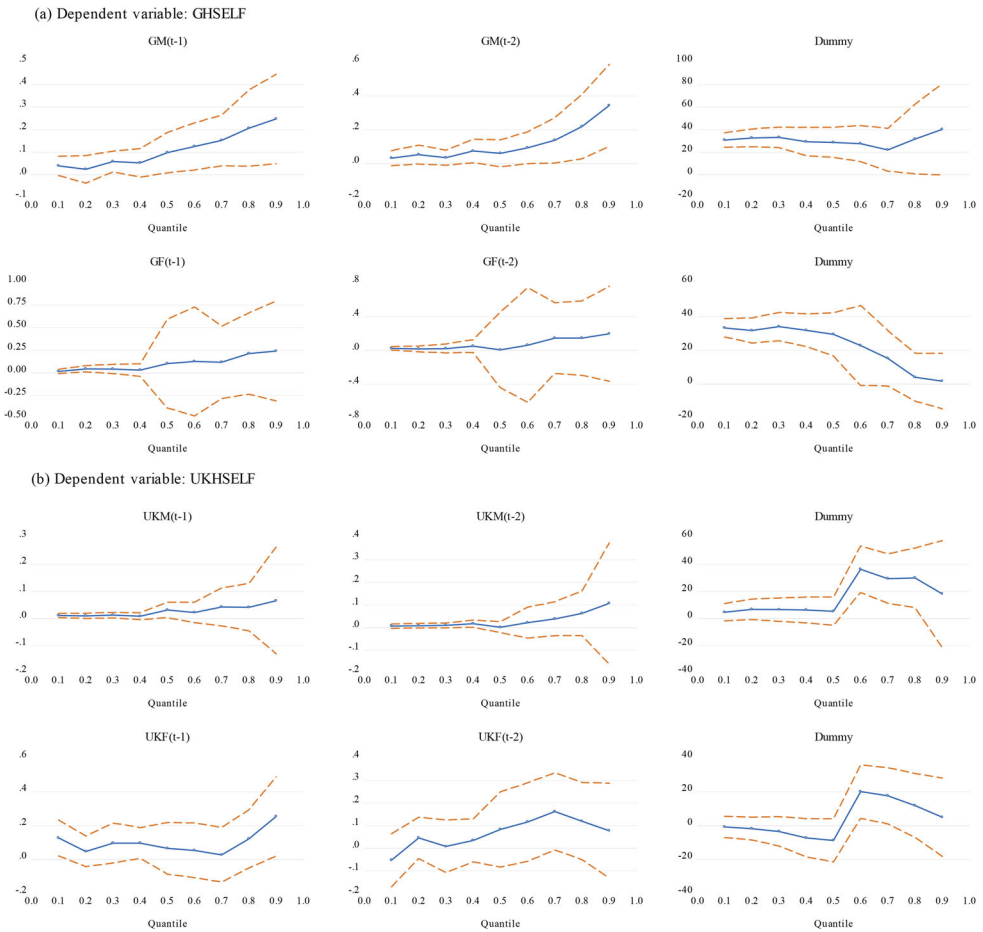 (a) Dependent variable: GHSELF
GM(t-1)
.5
.4
.3
.2
.1
.0
-.1
0.0 0.1 0.2 0.3 0.4 0.5 0.6 0.7 0.8 0.9 1.0
Quantile
GM(t-2)
.6
.4
.2
.0
-.2
0.0 0.1 0.2 0.3 0.4 0.5 0.6 0.7 0.8 0.9 1.0
Quantile
Dummy
100
80
60
40
20
0
-20
0.0 0.1 0.2 0.3 0.4 0.5 0.6 0.7 0.8 0.9 1.0
Quantile
GF(t-1)
1.00
0.75
0.50
0.25
0.00
-0.25
-0.50
0.0 0.1 0.2 0.3 0.4 0.5 0.6 0.7 0.8 0.9 1.0
Quantile
GF(t-2)
.8
.4
.0
-.4
-.8
0.0 0.1 0.2 0.3 0.4 0.5 0.6 0.7 0.8 0.9 1.0
Quantile
Dummy
60
40
20
0
-20
0.0 0.1 0.2 0.3 0.4 0.5 0.6 0.7 0.8 0.9 1.0
Quantile
(b) Dependent variable: UKHSELF
UKM(t-1)
.3
.2
.1
.0
-.1
-.2
0.0 0.1 0.2 0.3 0.4 0.5 0.6 0.7 0.8 0.9 1.0
Quantile
UKM(t-2)
.4
.3
.2
.1
.0
-.1
-.2
0.0 0.1 0.2 0.3 0.4 0.5 0.6 0.7 0.8 0.9 1.0
Quantile
Dummy
60
40
20
0
-20
-40
0.0 0.1 0.2 0.3 0.4 0.5 0.6 0.7 0.8 0.9 1.0
Quantile
UKF(t-1)
.6
.4
.2
.0
-.2
0.0 0.1 0.2 0.3 0.4 0.5 0.6 0.7 0.8 0.9 1.0
Quantile
UKF(t-2)
.4
.3
.2
.1
.0
-.1
-.2
0.0 0.1 0.2 0.3 0.4 0.5 0.6 0.7 0.8 0.9 1.0
Quantile
Dummy
40
20
0
-20
-40
0.0 0.1 0.2 0.3 0.4 0.5 0.6 0.7 0.8 0.9 1.0
Quantile